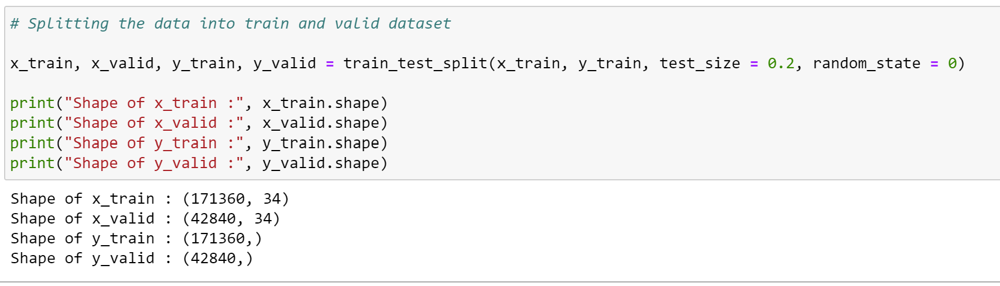 # Splitting the data into train and valid dataset
x_train, x_valid, y_train, y_valid = train_test_split(x_train, y_train, test_size = 0.2, random_state = 0)
print("Shape of x_train :", x_train.shape)
print("Shape of x_valid :", x_valid.shape)
print("Shape of y_train :", y_train.shape)
print("Shape of y_valid :", y_valid.shape)
Shape of x_train : (171360, 34)
Shape of x_valid : (42840, 34)
Shape of y_train : (171360,)
Shape of y_valid : (42840,)